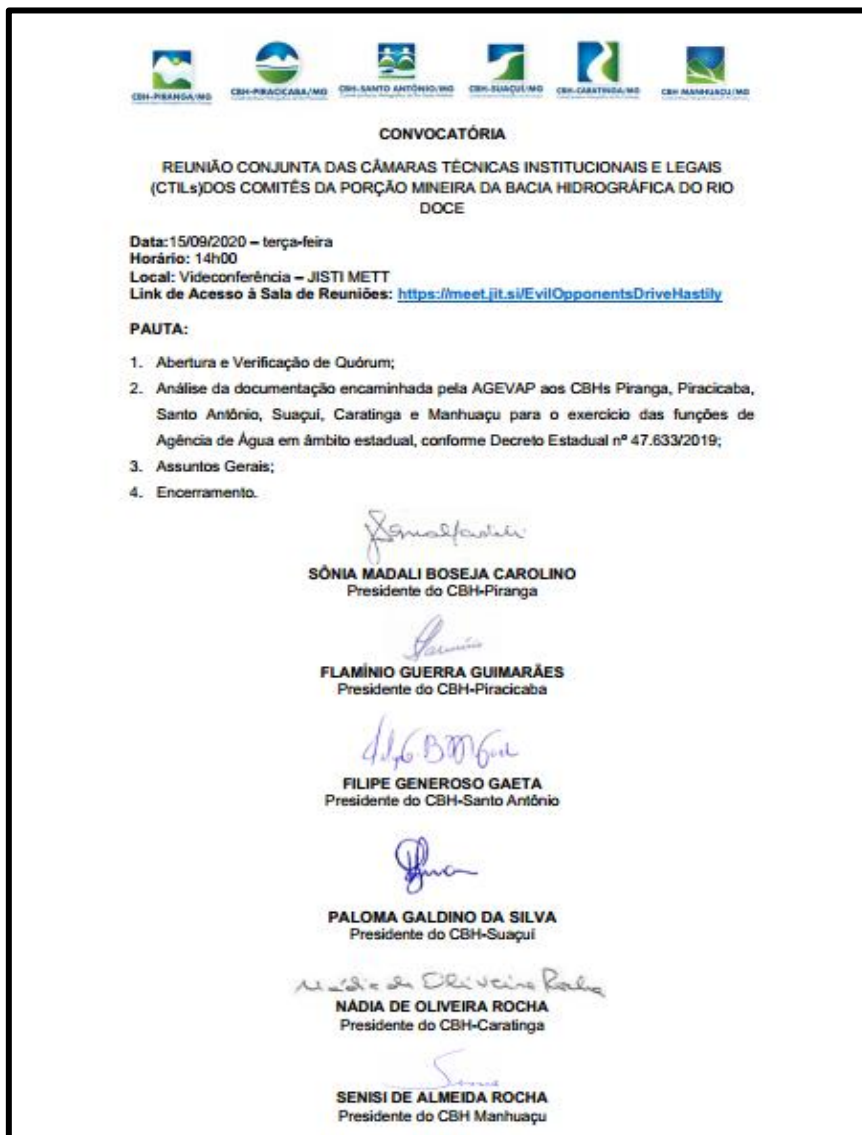 CBH-PIRANGA/MG CBH-PIRACICABA/MG CBH-SANTO ANTÔNIO/MG CBH-SUAÇUÍ/MG CBH-CARATINGA/MG CBH MANHUAÇU/MG
CONVOCATÓRIA
REUNIÃO CONJUNTA DAS CÂMARAS TÉCNICAS INSTITUCIONAIS E LEGAIS
(CTILs)DOS COMITÊS DA PORÇÃO MINEIRA DA BACIA HIDROGRÁFICA DO RIO
DOCE
Data:15/09/2020 – terça-feira
Horário: 14h00
Local: Videconferência – JISTI METT
Link de Acesso à Sala de Reuniões: https://meet.jit.si/EvilOpponentsDriveHastily
PAUTA:
1. Abertura e Verificação de Quórum;
2. Análise da documentação encaminhada pela AGEVAP aos CBHs Piranga, Piracicaba,
Santo Antônio, Suaçuí, Caratinga e Manhuaçu para o exercício das funções de
Agência de Água em âmbito estadual, conforme Decreto Estadual nº 47.633/2019;
3. Assuntos Gerais;
4. Encerramento.
SÔNIA MADALI BOSEJA CAROLINO
Presidente do CBH-Piranga
FLAMÍNIO GUERRA GUIMARÃES
Presidente do CBH-Piracicaba
FILIPE GENEROSO GAETA
Presidente do CBH-Santo Antônio
PALOMA GALDINO DA SILVA
Presidente do CBH-Suaçuí
Nádia de Oliveira Rocha
NÁDIA DE OLIVEIRA ROCHA
Presidente do CBH-Caratinga
SENISI DE ALMEIDA ROCHA
Presidente do CBH Manhuaçu